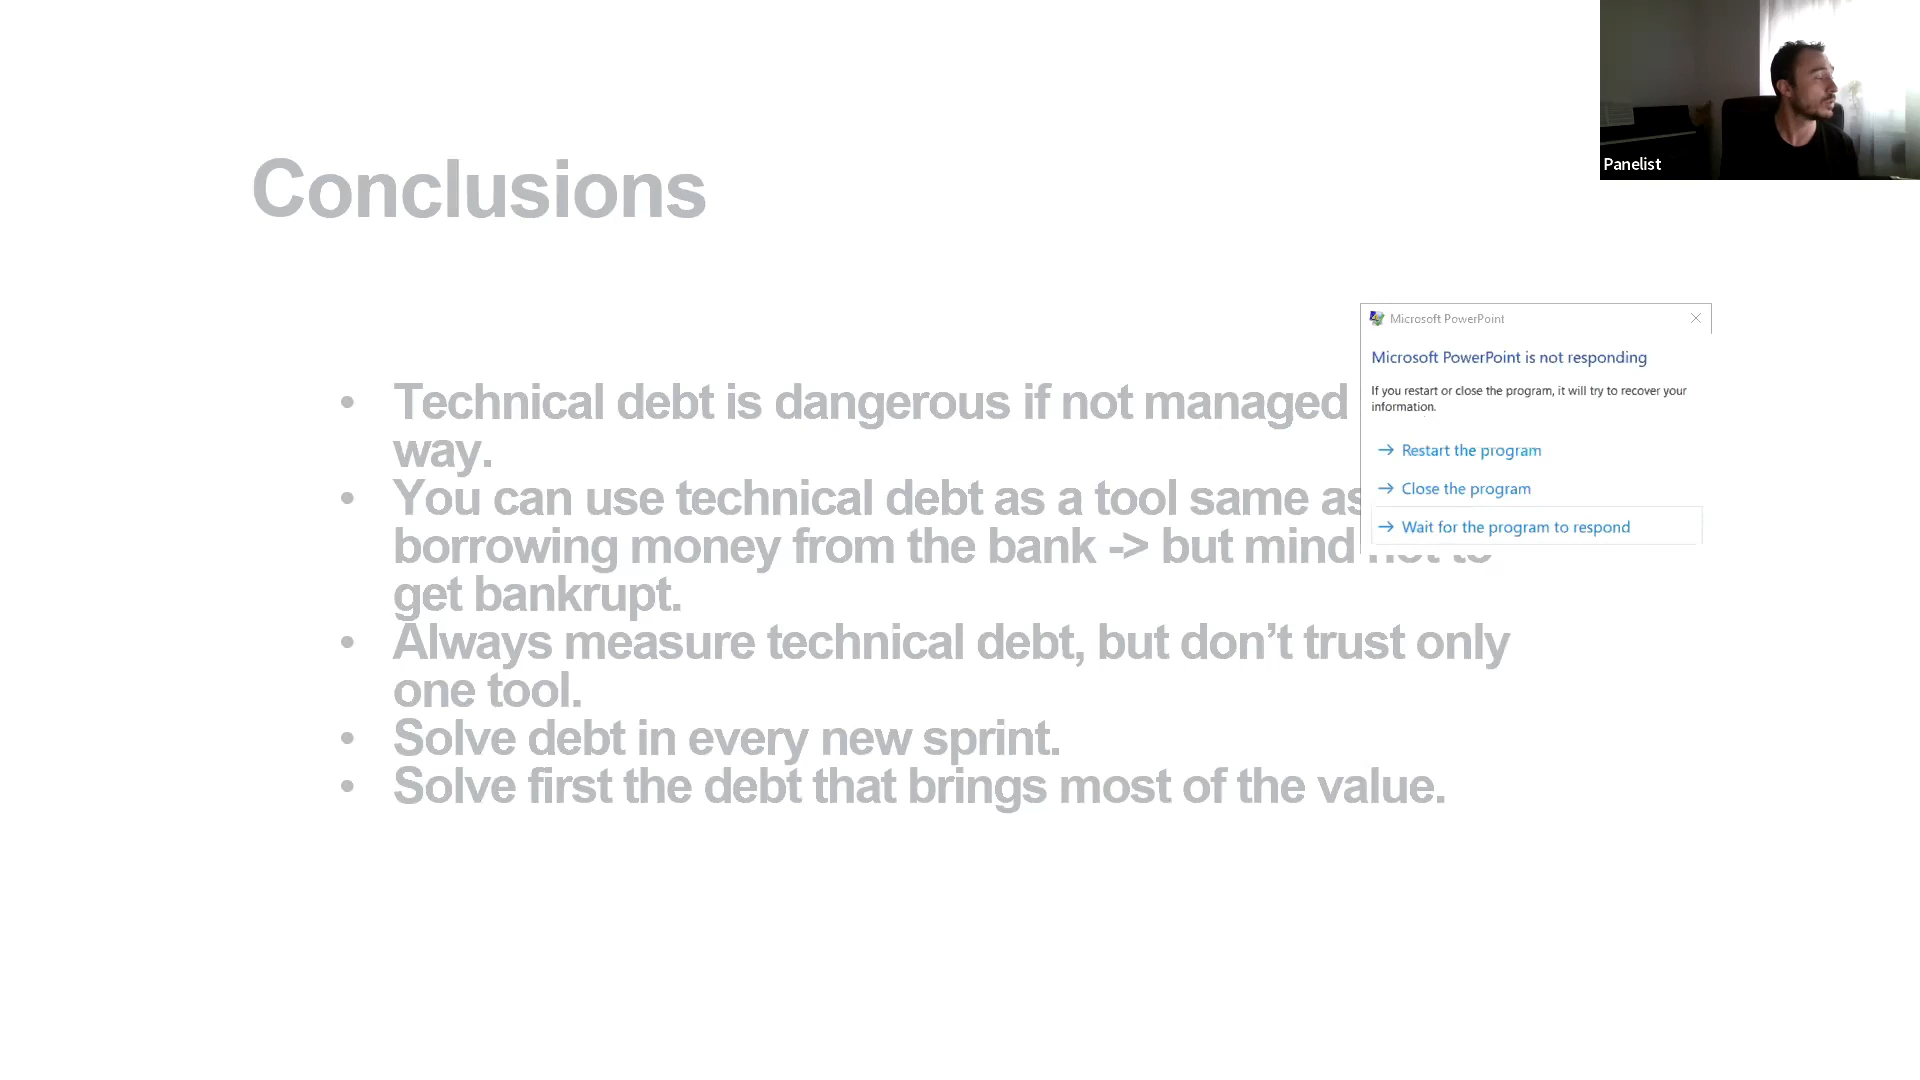 Panelist
Conclusions
Microsoft PowerPoint
Microsoft PowerPoint is not responding
If you restart or close the program, it will try to recover your
information.
→ Restart the program
→ Close the program
→ Wait for the program to respond
• Technical debt is dangerous if not managed
way.
• You can use technical debt as a tool same as
borrowing money from the bank -> but mind not to
get bankrupt.
• Always measure technical debt, but don’t trust only
one tool.
• Solve debt in every new sprint.
• Solve first the debt that brings most of the value.